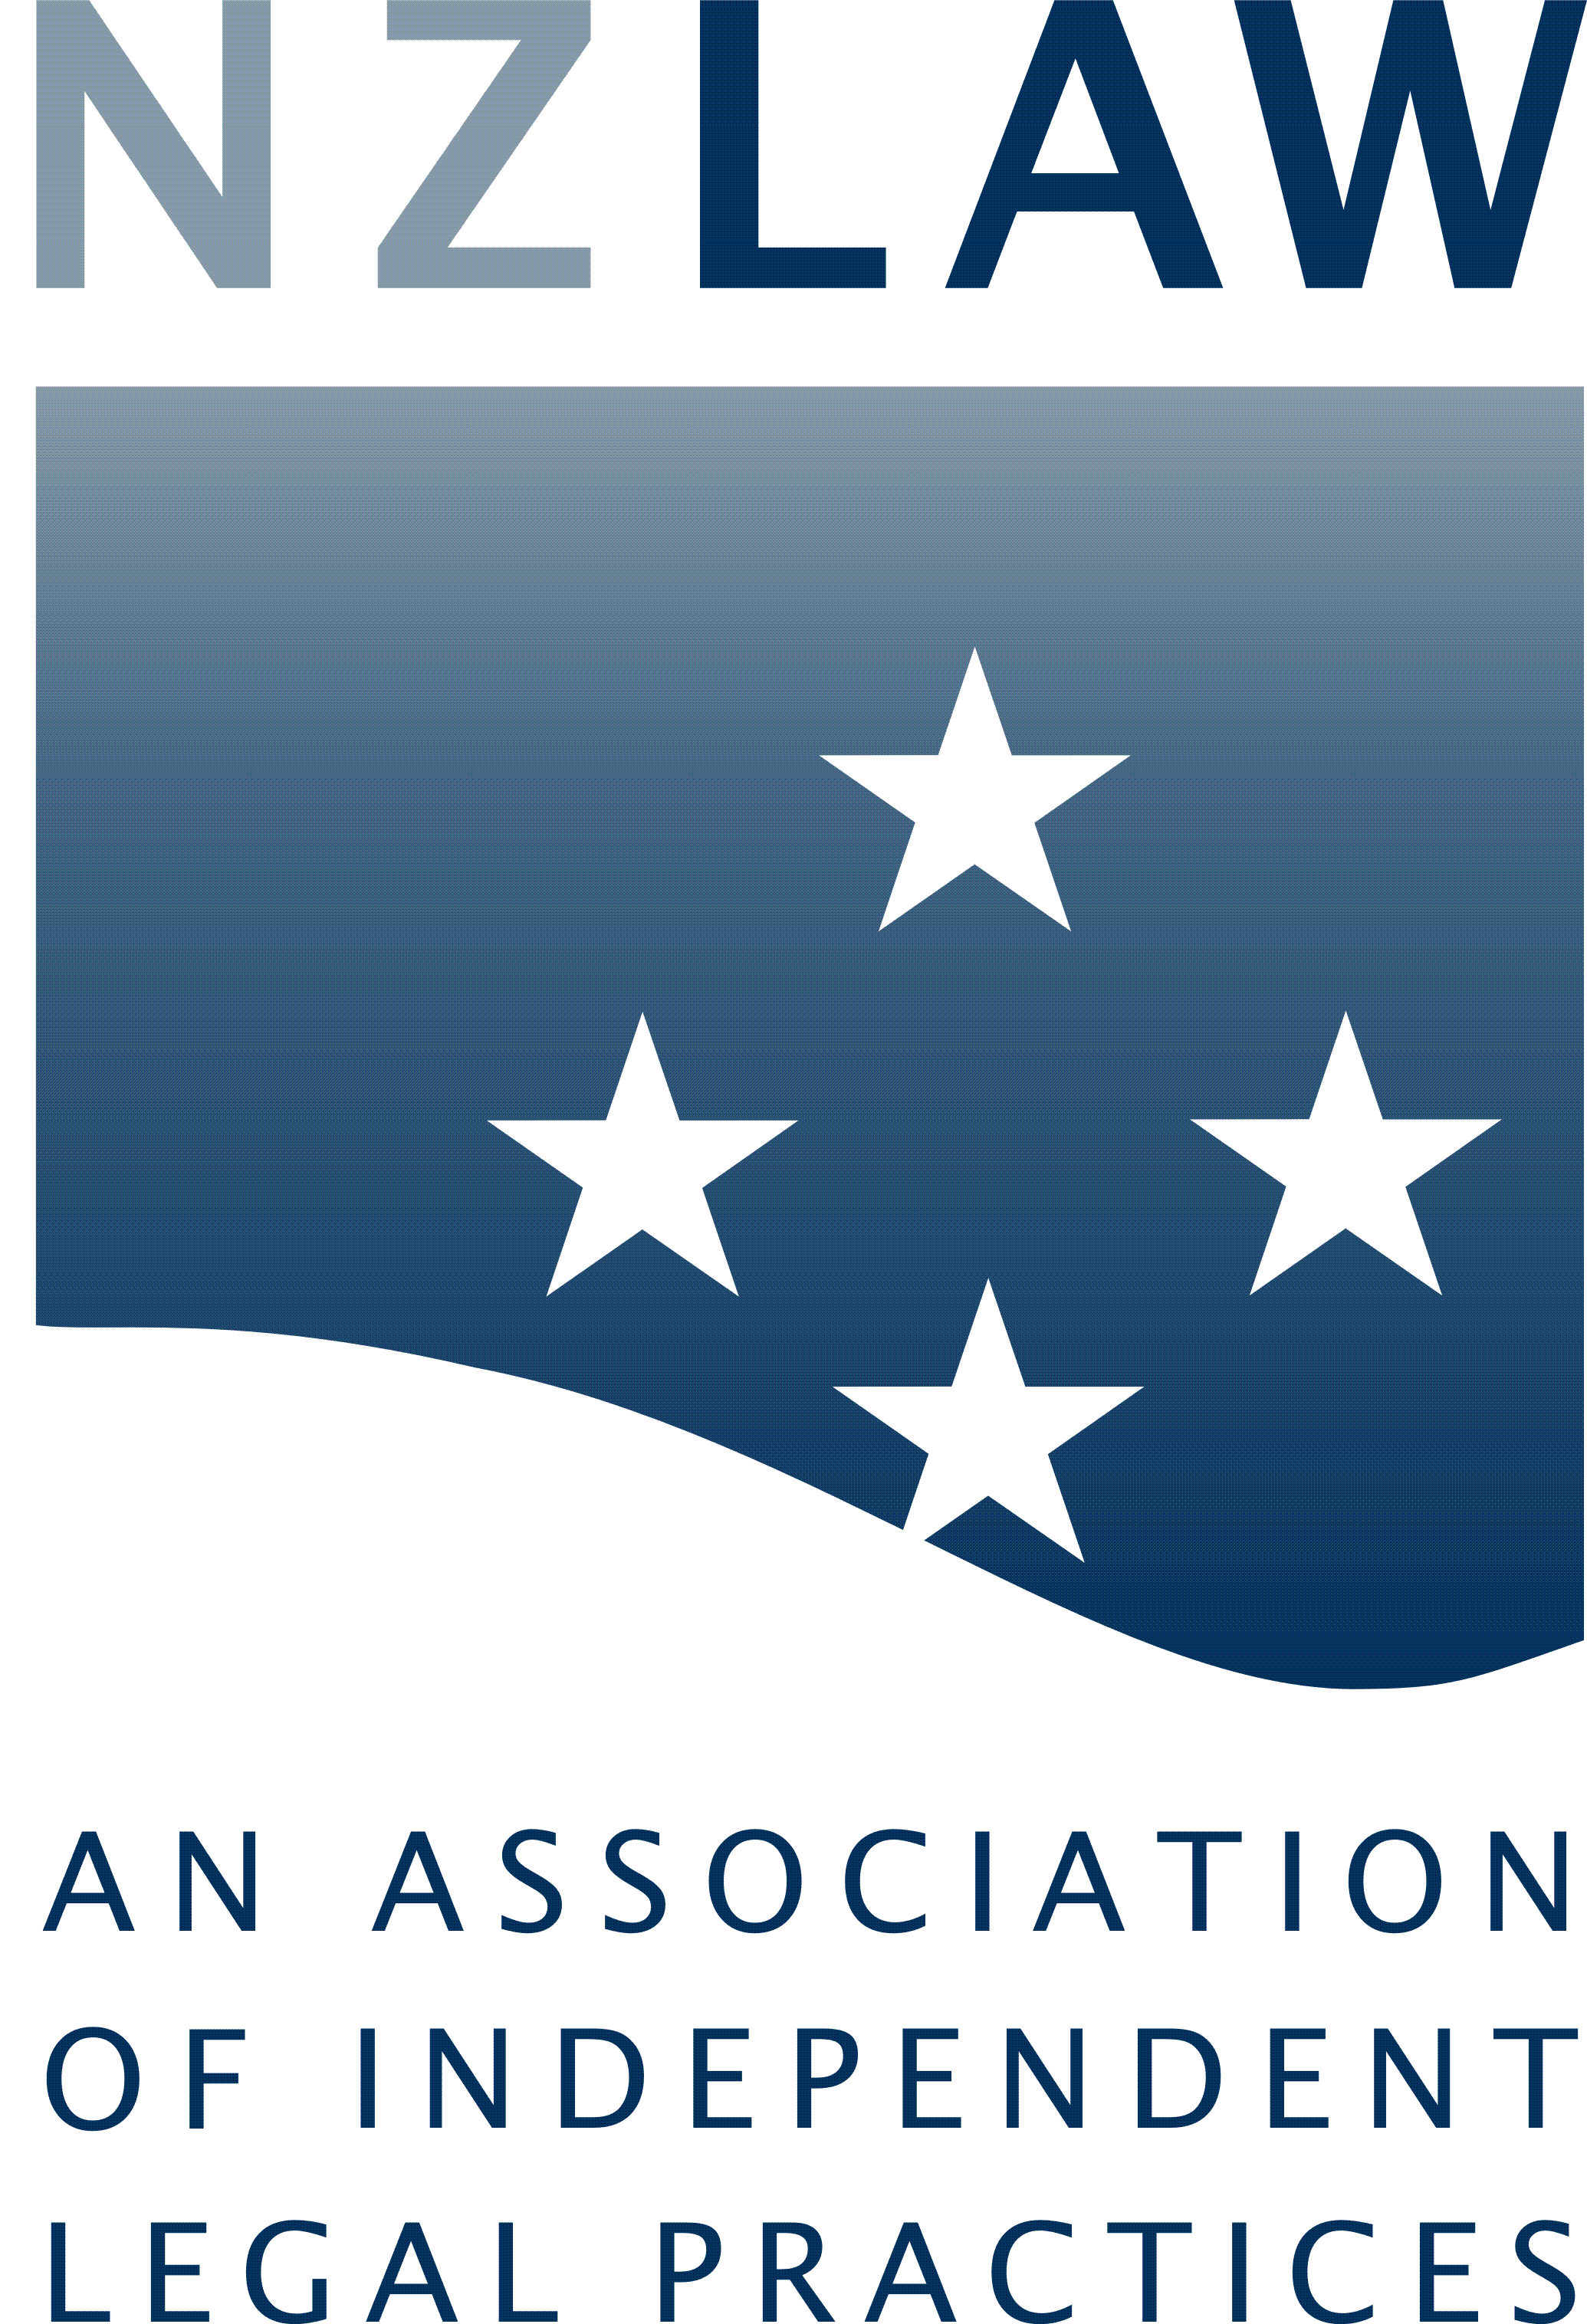 NZLAW
AN ASSOCIATION
OF INDEPENDENT
LEGAL PRACTICES